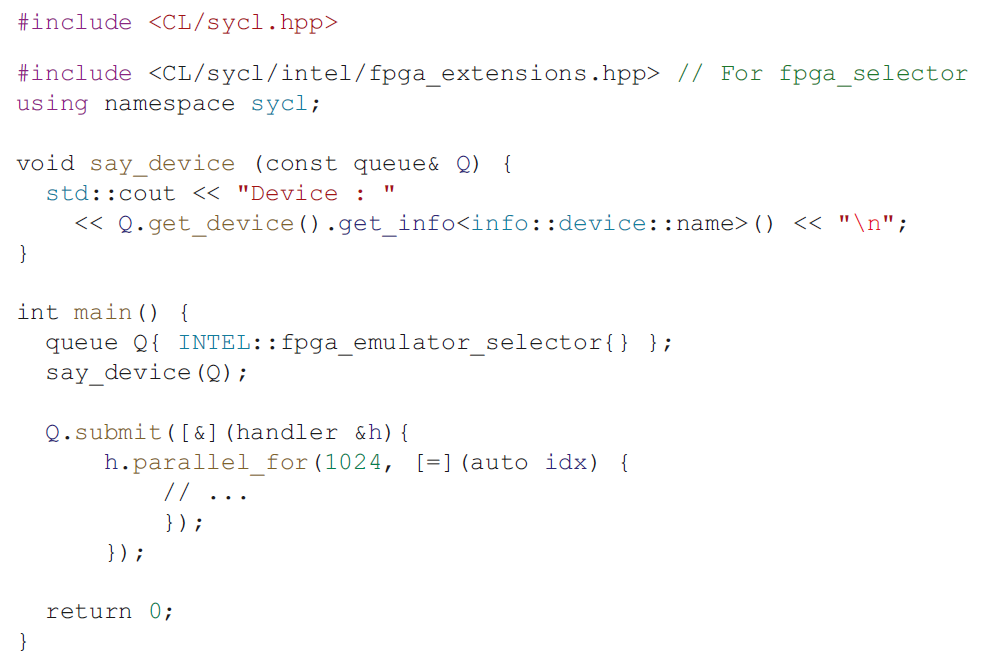 #include <CL/sycl.hpp>
#include <CL/sycl/intel/fpga_extensions.hpp> // For fpga_selector
using namespace sycl;
void say_device (const queue& Q) {
  std::cout << "Device : "
    << Q.get_device().get_info<info::device::name>() << "\n";
}
int main() {
  queue Q{ INTEL::fpga_emulator_selector{} };
  say_device(Q);
  Q.submit([&](handler &h){
      h.parallel_for(1024, [=](auto idx) {
          // ...
          });
      });
  return 0;
}